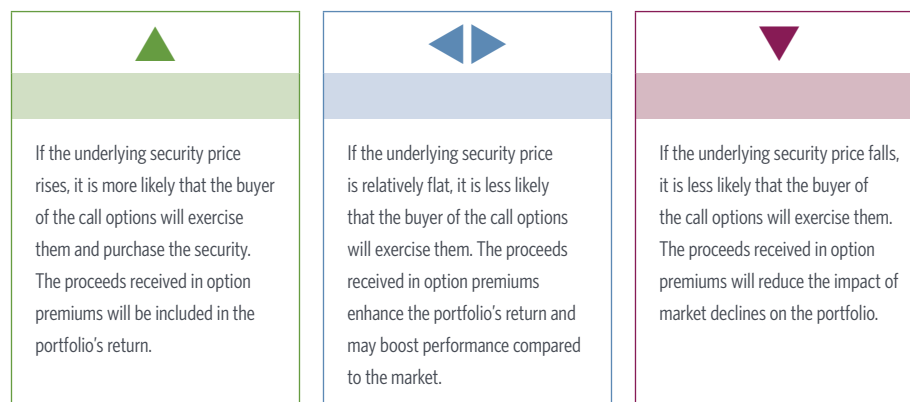 If the underlying security price
rises, it is more likely that the buyer
of the call options will exercise
them and purchase the security.
The proceeds received in option
premiums will be included in the
portfolio's return.
If the underlying security price
is relatively flat, it is less likely
that the buyer of the call options
will exercise them. The proceeds
received in option premiums
enhance the portfolio's return and
may boost performance compared
to the market.
If the underlying security price falls,
it is less likely that the buyer of
the call options will exercise them.
The proceeds received in option
premiums will reduce the impact of
market declines on the portfolio.